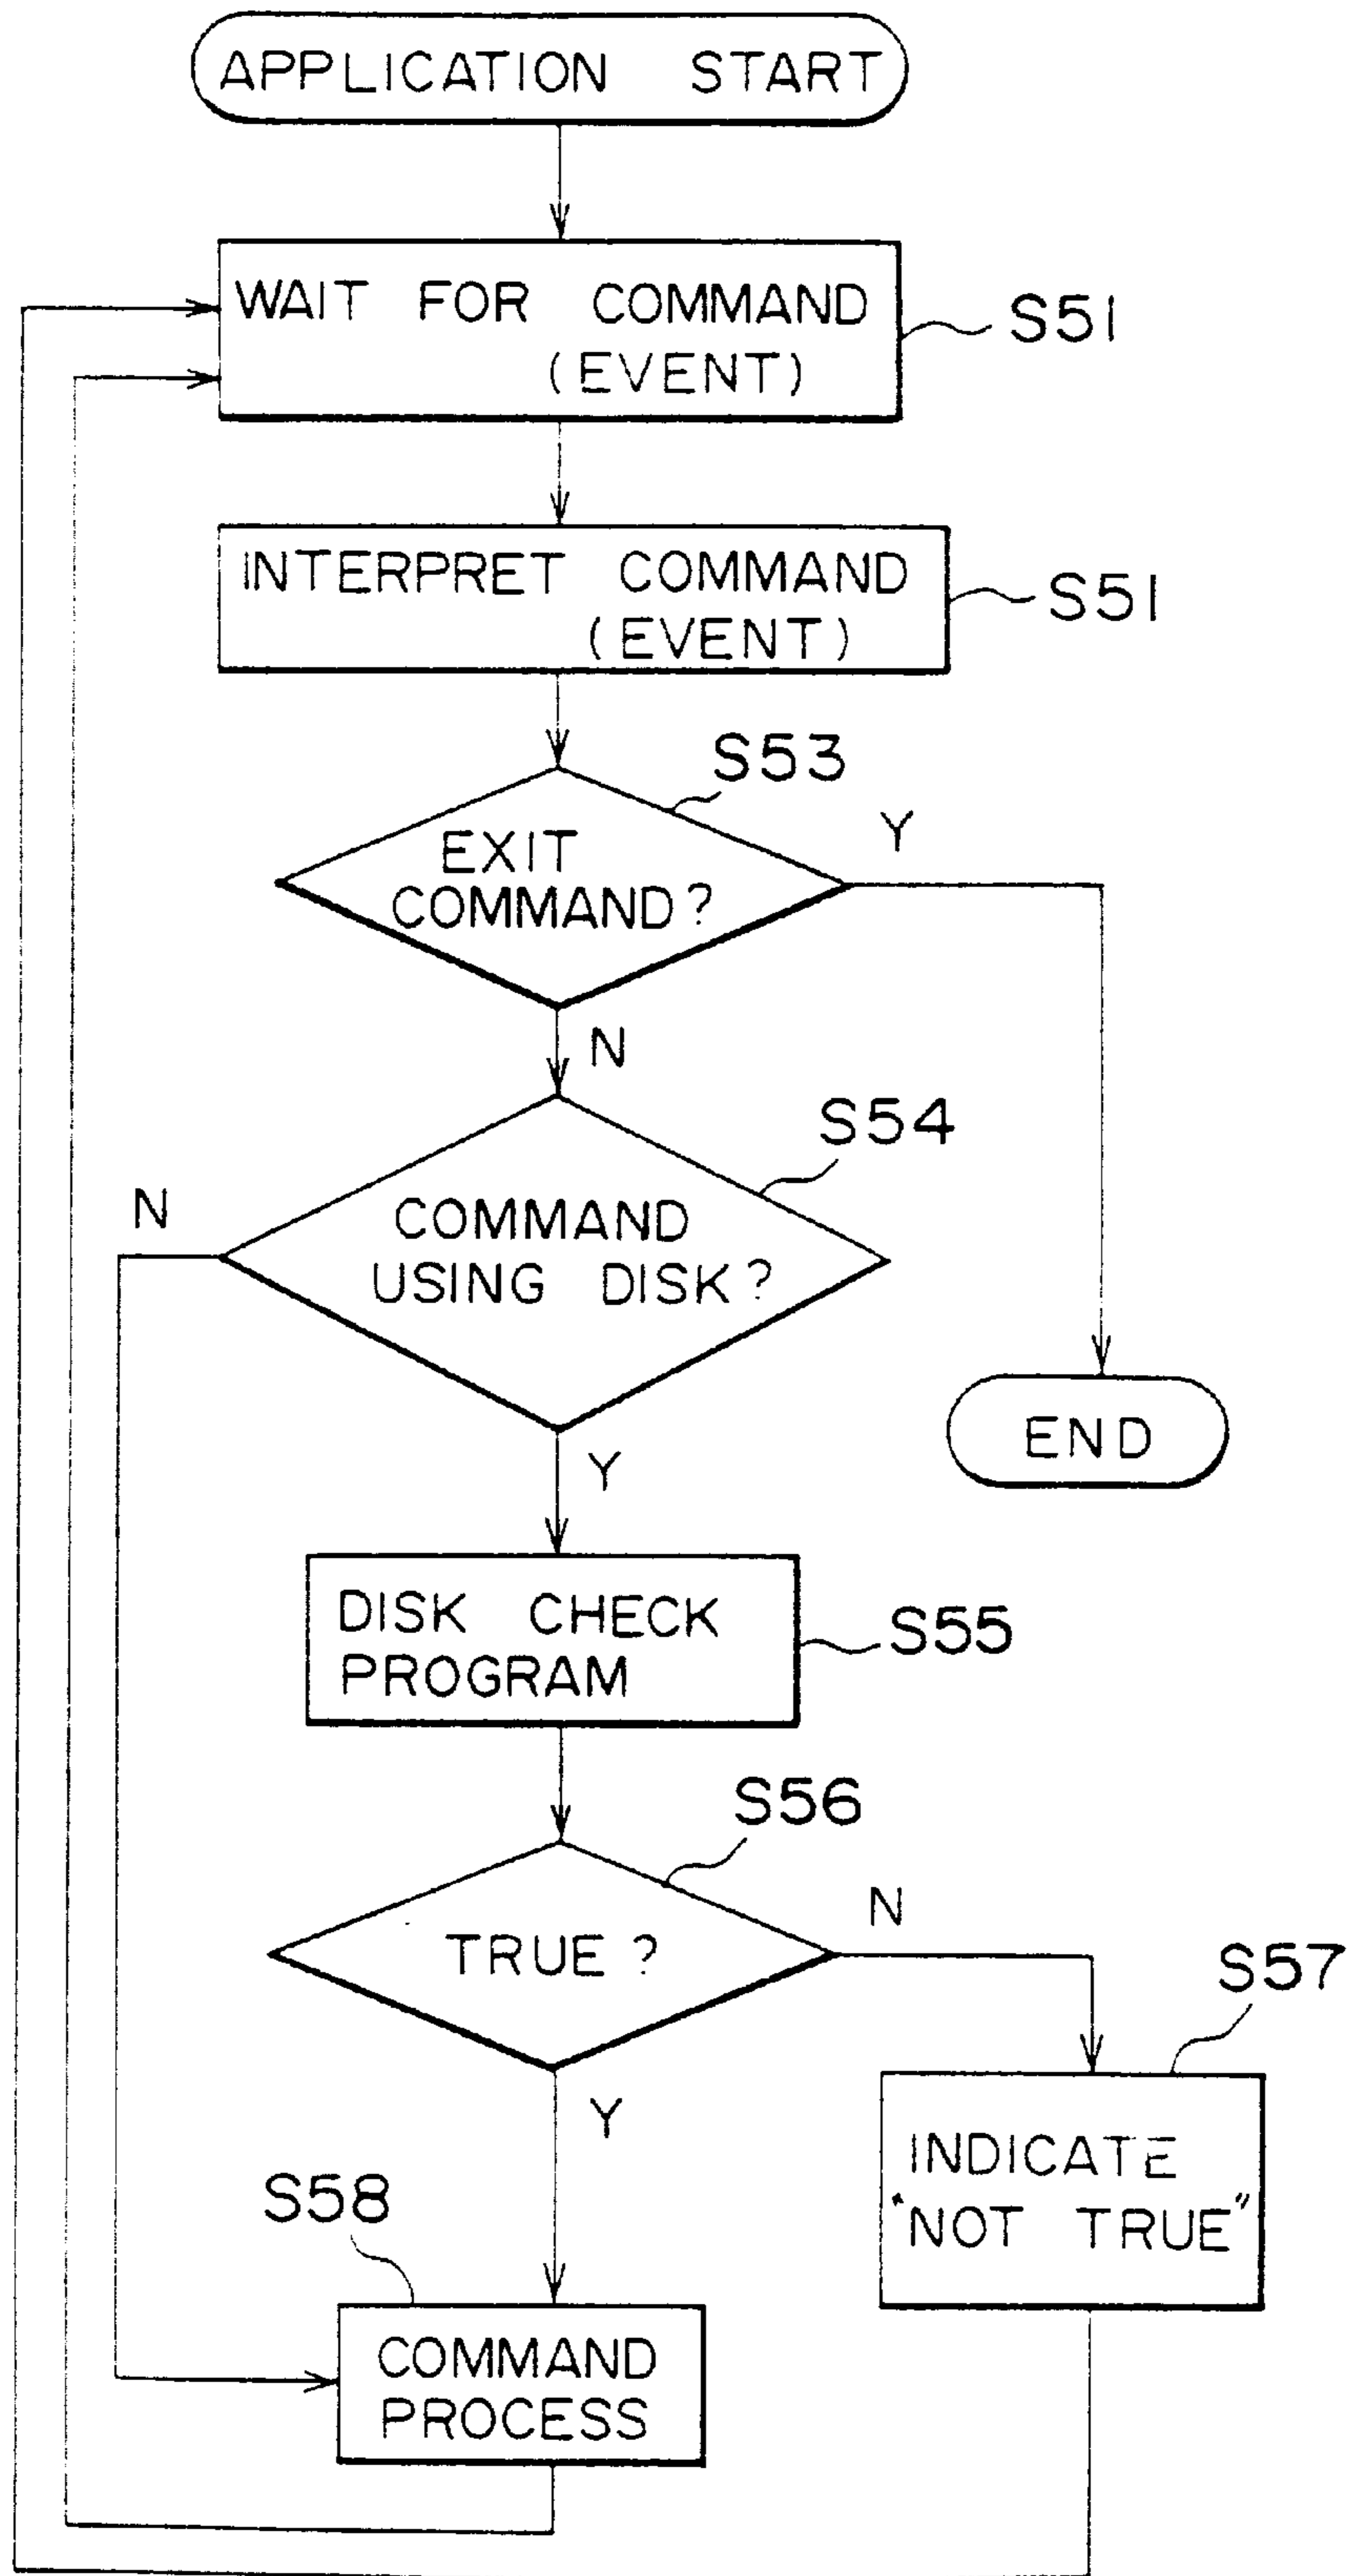 APPLICATION START
WAIT FOR COMMAND
(EVENT)
S51
INTERPRET COMMAND
(EVENT)
S51
S53
EXIT
COMMAND?
Y
N
S54
N
COMMAND
USING DISK?
END
Y
DISK CHECK
PROGRAM
S55
S56
TRUE?
N
S57
Y
INDICATE
"NOT TRUE"
S58
COMMAND
PROCESS